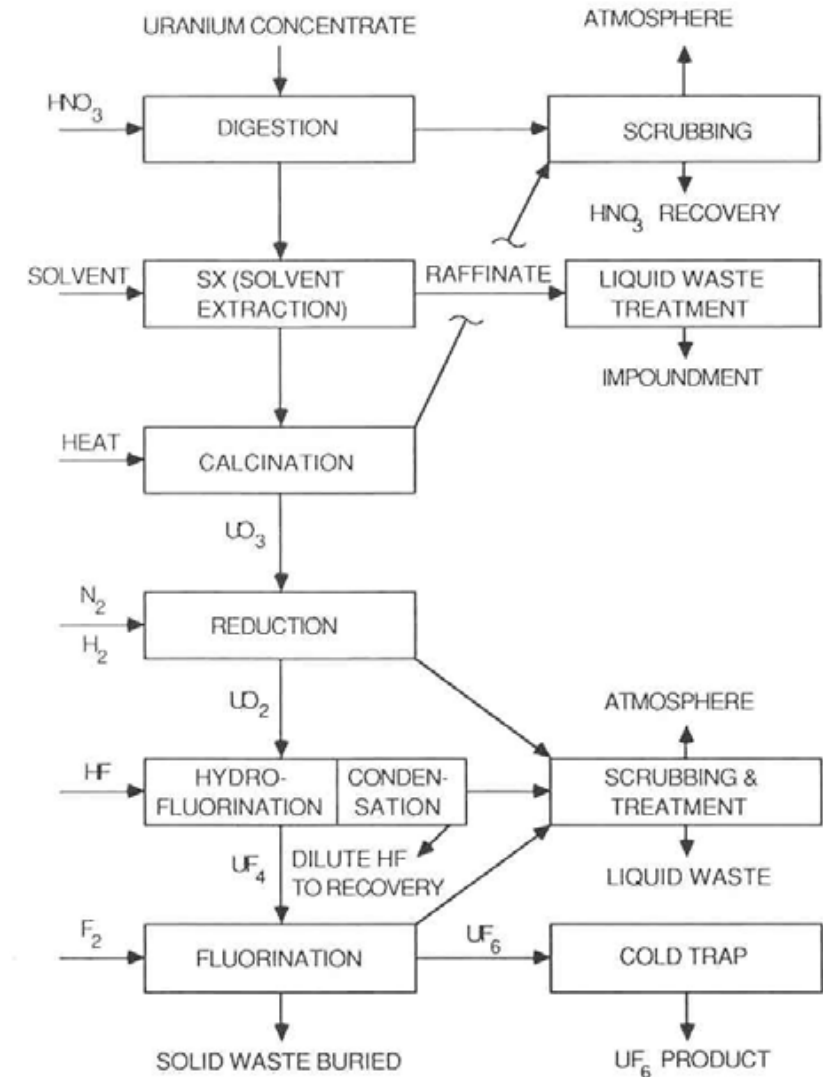 URANIUM CONCENTRATE
ATMOSPHERE
HNO3
DIGESTION
SCRUBBING
HNO3 RECOVERY
SOLVENT
SX (SOLVENT
EXTRACTION)
RAFFINATE
LIQUID WASTE
TREATMENT
IMPOUNDMENT
HEAT
CALCINATION
UO3
N2
H2
REDUCTION
UO2
ATMOSPHERE
HF
HYDRO-
FLUORINATION
CONDEN-
SATION
SCRUBBING &
TREATMENT
UF4
DILUTE HF
TO RECOVERY
LIQUID WASTE
F2
FLUORINATION
UF6
COLD TRAP
SOLID WASTE BURIED
UF6 PRODUCT